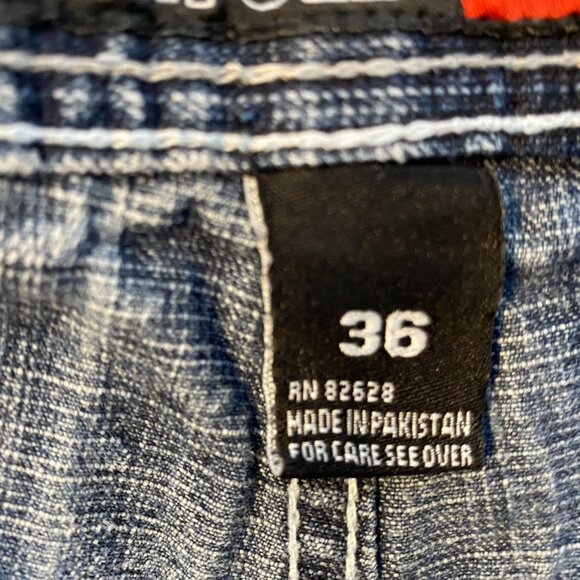 36
RN 82628
MADE IN PAKISTAN
FOR CARE SEE OVER